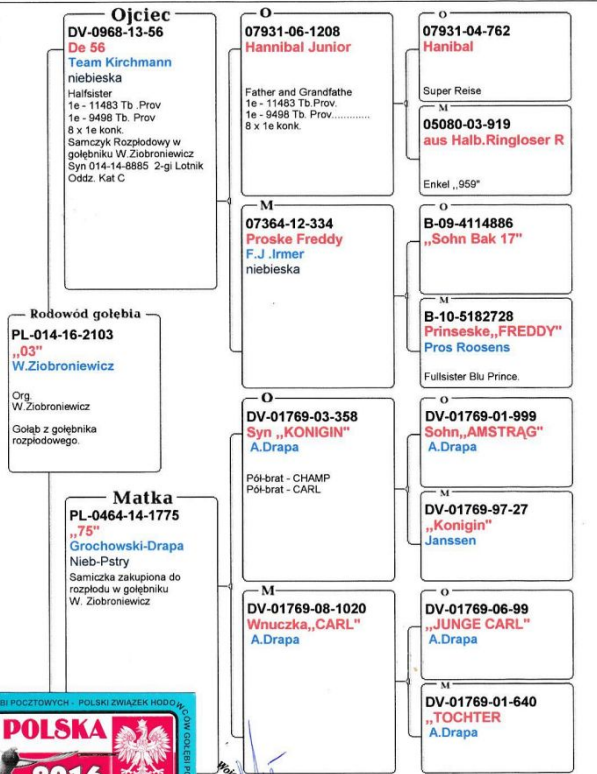 Ojciec
DV-0968-13-56
De 56
Team Kirchmann
niebieska
Halfsister
1e - 11483 Tb .Prov
1e - 9498 Tb. Prov
8 x 1e konk.
Samczyk Rozpłodowy w
gołębniku W.Ziobroniewicz
Syn 014-14-8885 2-gi Lotnik
Oddz. Kat C
O
07931-06-1208
Hannibal Junior
Father and Grandfathe
1e - 11483 Tb.Prov.
1e - 9498 Tb. Prov.............
8 x 1e konk.
O
07931-04-762
Hanibal
Super Reise
M
05080-03-919
aus Halb.Ringloser R
Enkel ,,959"
M
07364-12-334
Proske Freddy
F.J .Irmer
niebieska
O
B-09-4114886
,,Sohn Bak 17"
M
B-10-5182728
Prinseske,,FREDDY"
Pros Roosens
Fullsister Blu Prince.
Rodowód gołębia
PL-014-16-2103
,,03"
W.Ziobroniewicz
Org.
W.Ziobroniewicz
Gołąb z gołębnika
rozpłodowego.
Matka
PL-0464-14-1775
,,75"
Grochowski-Drapa
Nieb-Pstry
Samiczka zakupiona do
rozpłodu w gołębniku
W. Ziobroniewicz
O
DV-01769-03-358
Syn ,,KONIGIN"
A.Drapa
Pół-brat - CHAMP
Pół-brat - CARL
O
DV-01769-01-999
Sohn,,AMSTRĄG"
A.Drapa
M
DV-01769-97-27
,,Konigin"
Janssen
M
DV-01769-08-1020
Wnuczka,,CARL"
A.Drapa
O
DV-01769-06-99
,,JUNGE CARL"
A.Drapa
M
DV-01769-01-640
,,TOCHTER
A.Drapa
BI POCZTOWYCH - POLSKI ZWIĄZEK HODOWCÓW GOŁĘBI P
POLSKA
2016